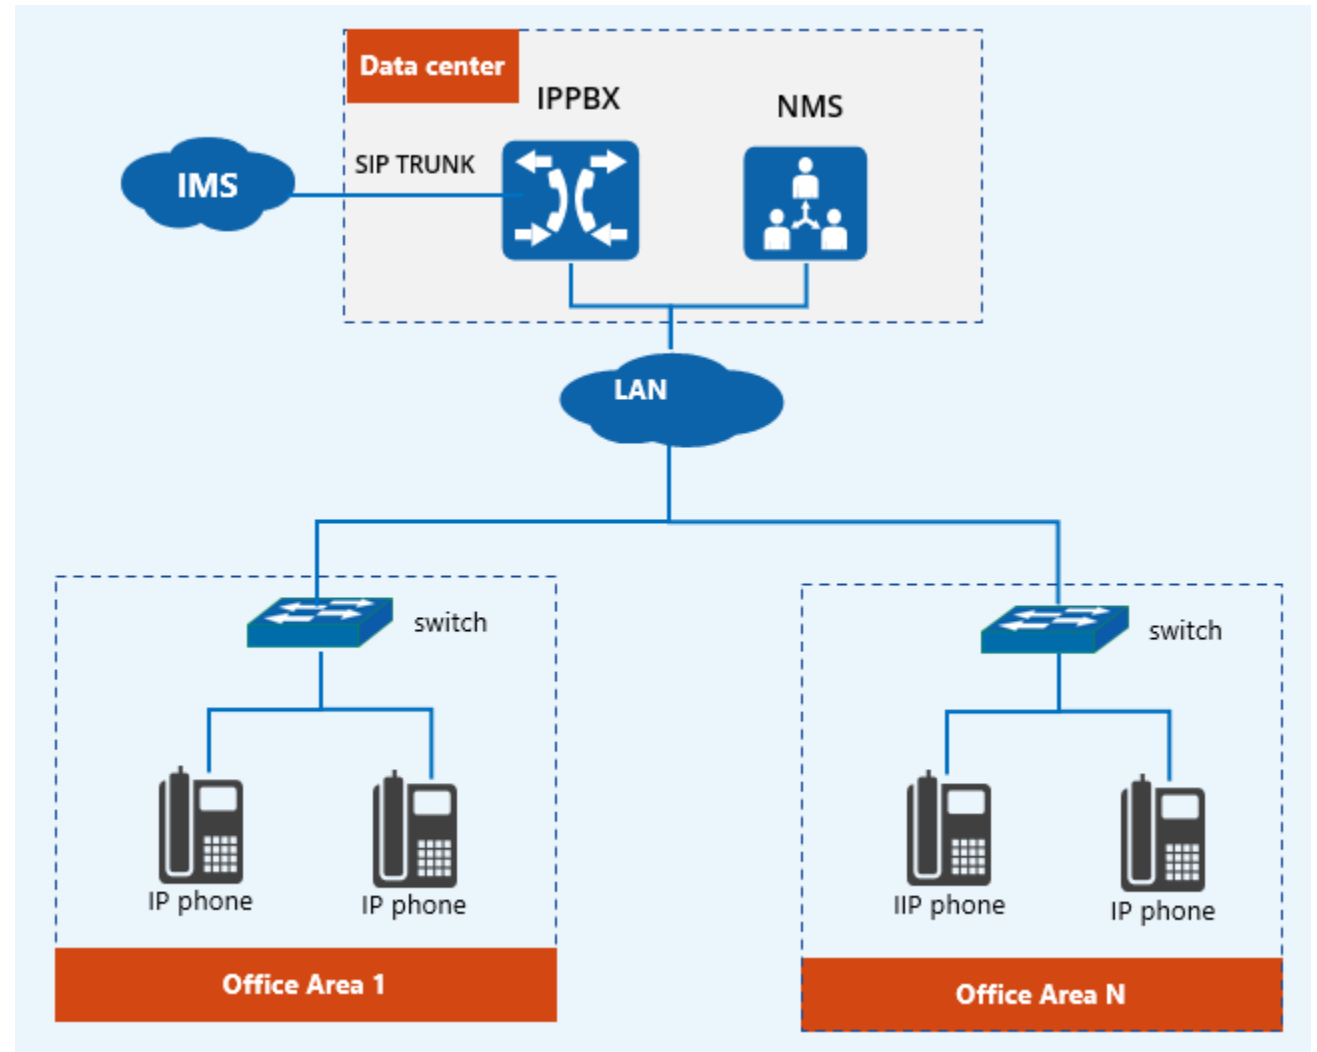 Data center
IPPBX
NMS
IMS
SIP TRUNK
LAN
switch
switch
IP phone
IP phone
IIP phone
IP phone
Office Area 1
Office Area N